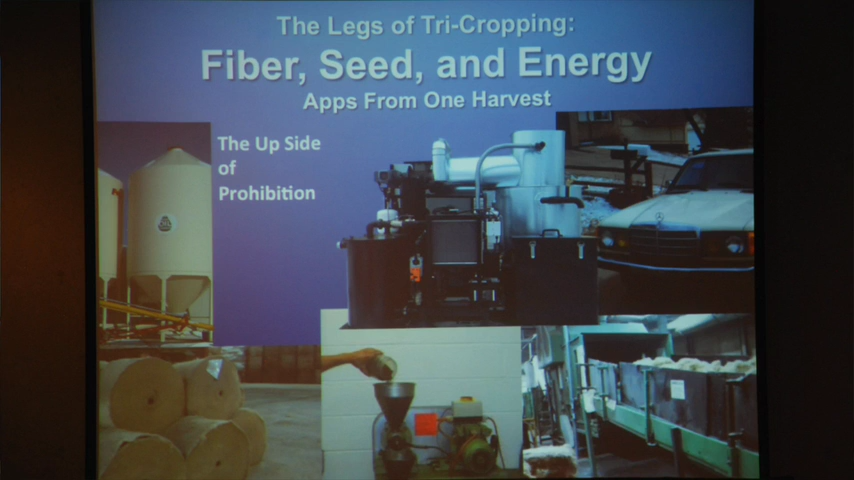 The Legs of Tri-Cropping:
Fiber, Seed, and Energy
Apps From One Harvest
The Up Side
of
Prohibition